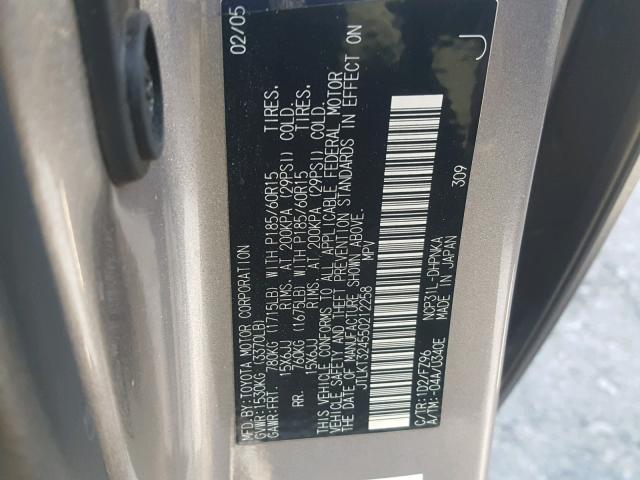 MFD.BY:TOYOTA MOTOR CORPORATION 02/05
GVWR:1530KG (3370LB)
GAWR:FRT. 780KG (1715LB) WITH P185/60R15 TIRES.
15X6JJ RIMS. AT 200KPA (29PSI) COLD.
RR. 760KG (1675LB) WITH P185/60R15 TIRES.
15X6JJ RIMS. AT 200KPA (29PSI) COLD.
THIS VEHICLE CONFORMS TO ALL APPLICABLE FEDERAL MOTOR
VEHICLE SAFETY AND THEFT PREVENTION STANDARDS IN EFFECT ON
THE DATE OF MANUFACTURE SHOWN ABOVE.
JTLKT324550212258 MPV
309 J
C/TR:1D2/FZ96 NCP31L-DHPNKA
A/TM:-04A/U340E MADE IN JAPAN